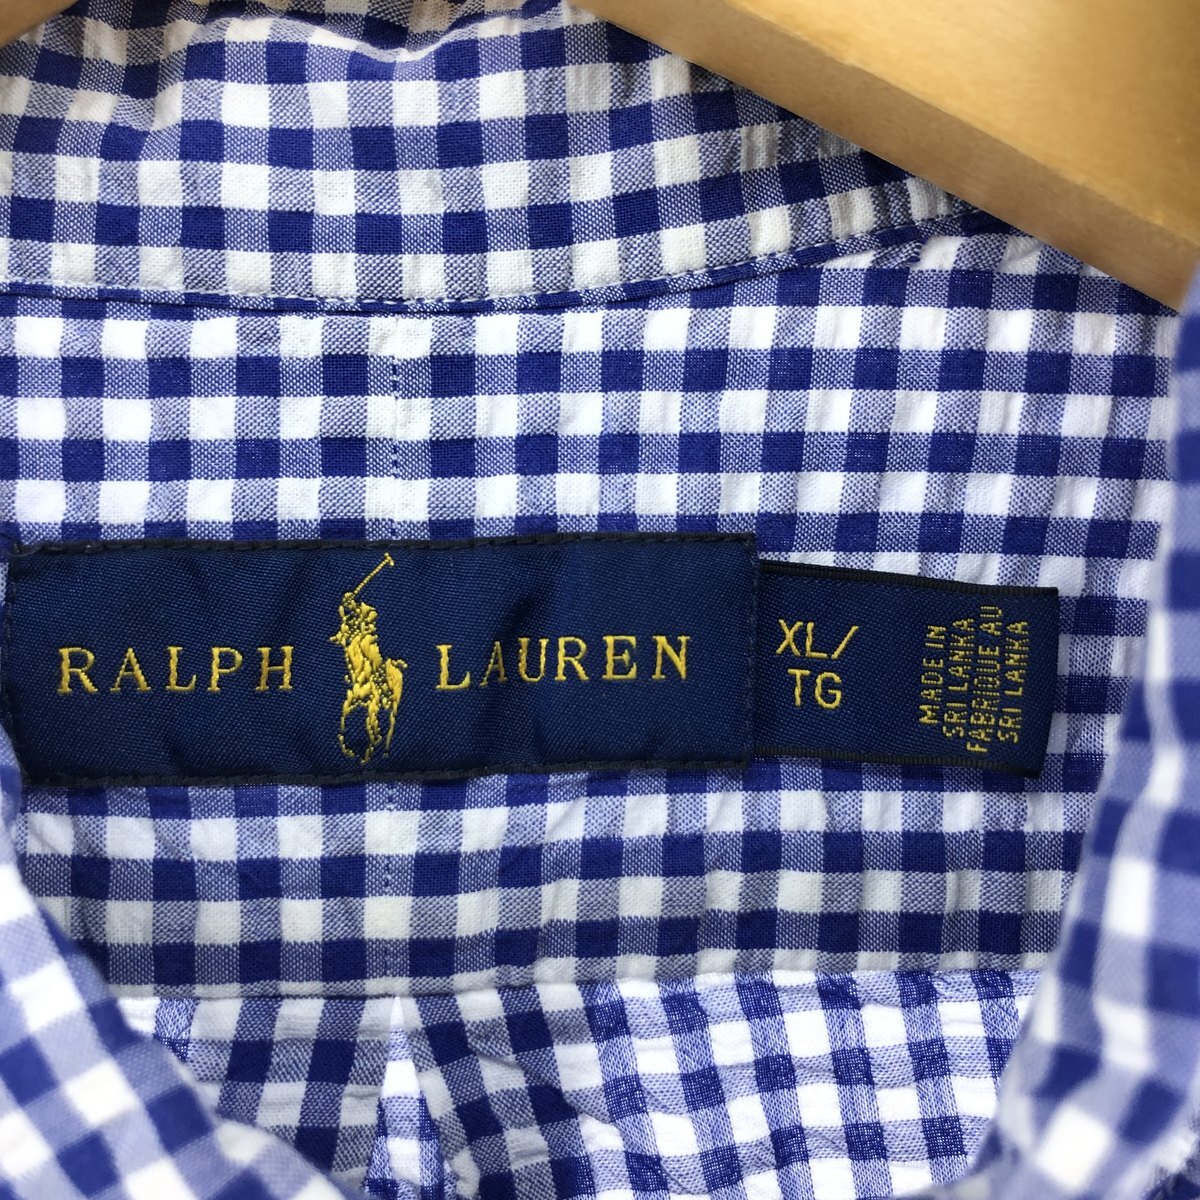 RALPH LAUREN
XL/
TG
MADE IN
SRI LANKA
FABRIQUE AU
SRI LANKA